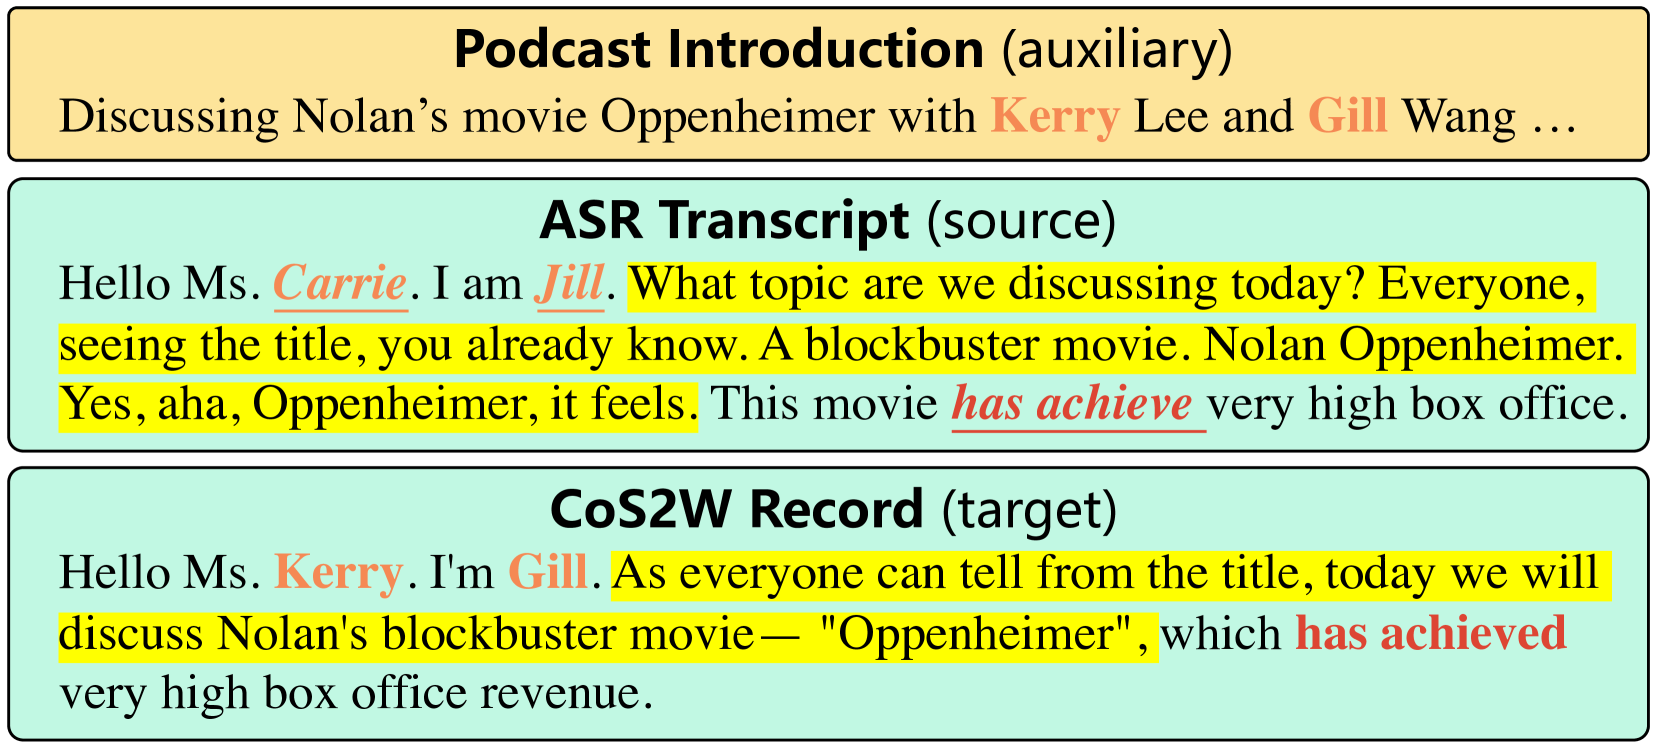 Podcast Introduction (auxiliary)
Discussing Nolan’s movie Oppenheimer with Kerry Lee and Gill Wang …
ASR Transcript (source)
Hello Ms. Carrie. I am Jill. What topic are we discussing today? Everyone,
seeing the title, you already know. A blockbuster movie. Nolan Oppenheimer.
Yes, aha, Oppenheimer, it feels. This movie has achieve very high box office.
CoS2W Record (target)
Hello Ms. Kerry. I'm Gill. As everyone can tell from the title, today we will
discuss Nolan's blockbuster movie— "Oppenheimer", which has achieved
very high box office revenue.